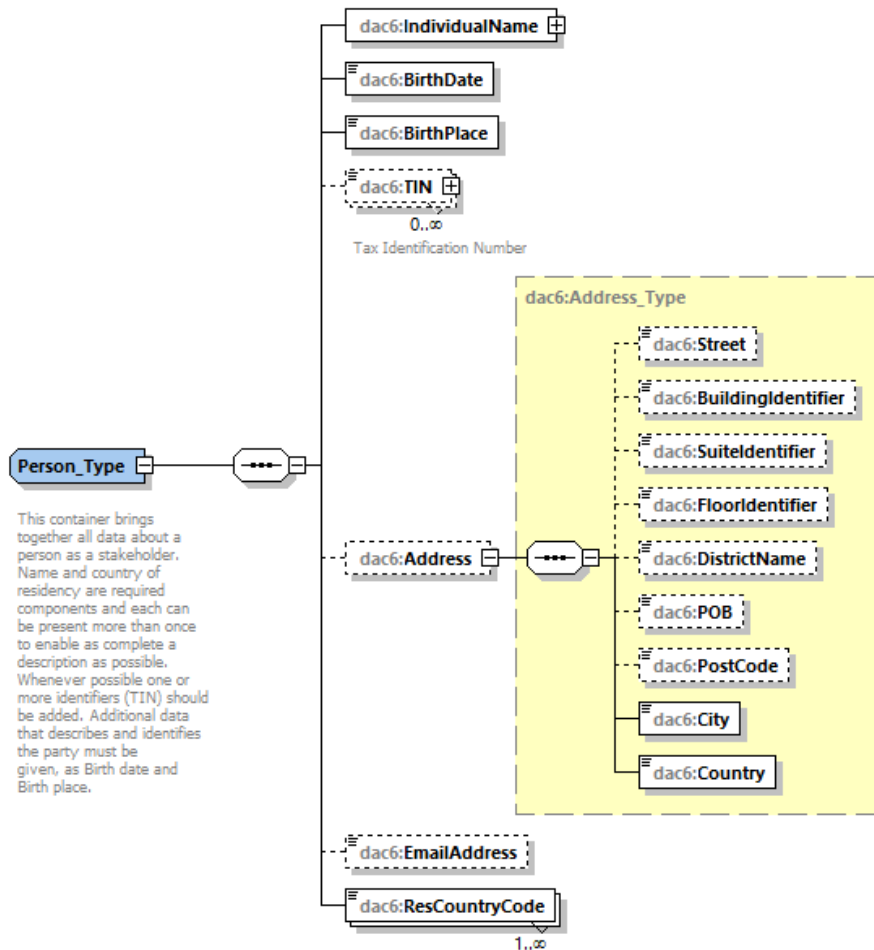 dac6:IndividualName
dac6:BirthDate
dac6:BirthPlace
dac6:TIN
0..∞
Tax Identification Number
dac6:Address_Type
dac6:Street
dac6:BuildingIdentifier
dac6:SuiteIdentifier
dac6:FloorIdentifier
dac6:DistrictName
dac6:POB
dac6:PostCode
dac6:City
dac6:Country
dac6:Address
Person_Type
This container brings
together all data about a
person as a stakeholder.
Name and country of
residency are required
components and each can
be present more than once
to enable as complete a
description as possible.
Whenever possible one or
more identifiers (TIN) should
be added. Additional data
that describes and identifies
the party must be
given, as Birth date and
Birth place.
dac6:EmailAddress
dac6:ResCountryCode
1..∞